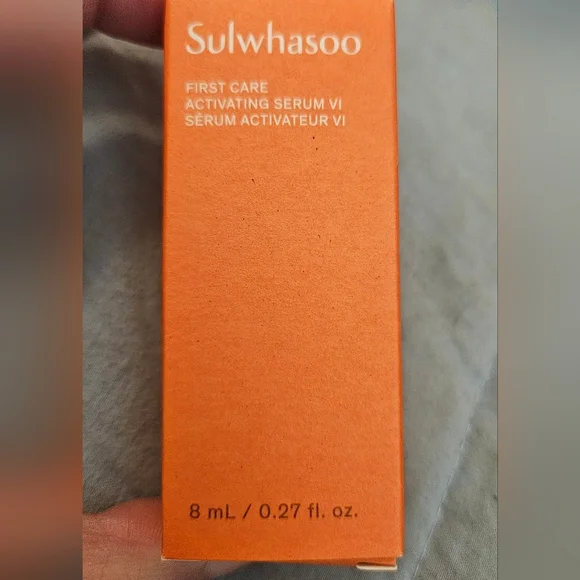 Sulwhasoo
FIRST CARE
ACTIVATING SERUM VI
SÉRUM ACTIVATEUR VI
8 mL / 0.27 fl. oz.